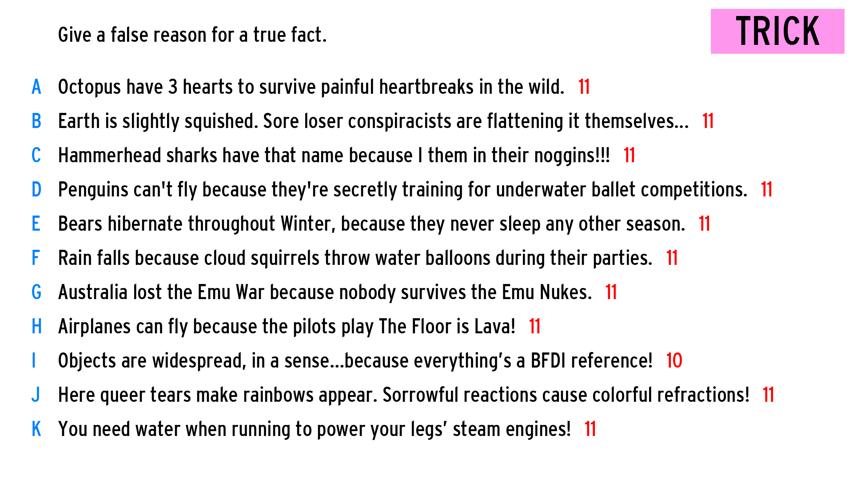 Give a false reason for a true fact.
TRICK
A Octopus have 3 hearts to survive painful heartbreaks in the wild. 11
B Earth is slightly squished. Sore loser conspiracists are flattening it themselves... 11
C Hammerhead sharks have that name because I them in their noggins!!! 11
D Penguins can't fly because they're secretly training for underwater ballet competitions. 11
E Bears hibernate throughout Winter, because they never sleep any other season. 11
F Rain falls because cloud squirrels throw water balloons during their parties. 11
G Australia lost the Emu War because nobody survives the Emu Nukes. 11
H Airplanes can fly because the pilots play The Floor is Lava! 11
I Objects are widespread, in a sense...because everything's a BFDI reference! 10
J Here queer tears make rainbows appear. Sorrowful reactions cause colorful refractions! 11
K You need water when running to power your legs’ steam engines! 11